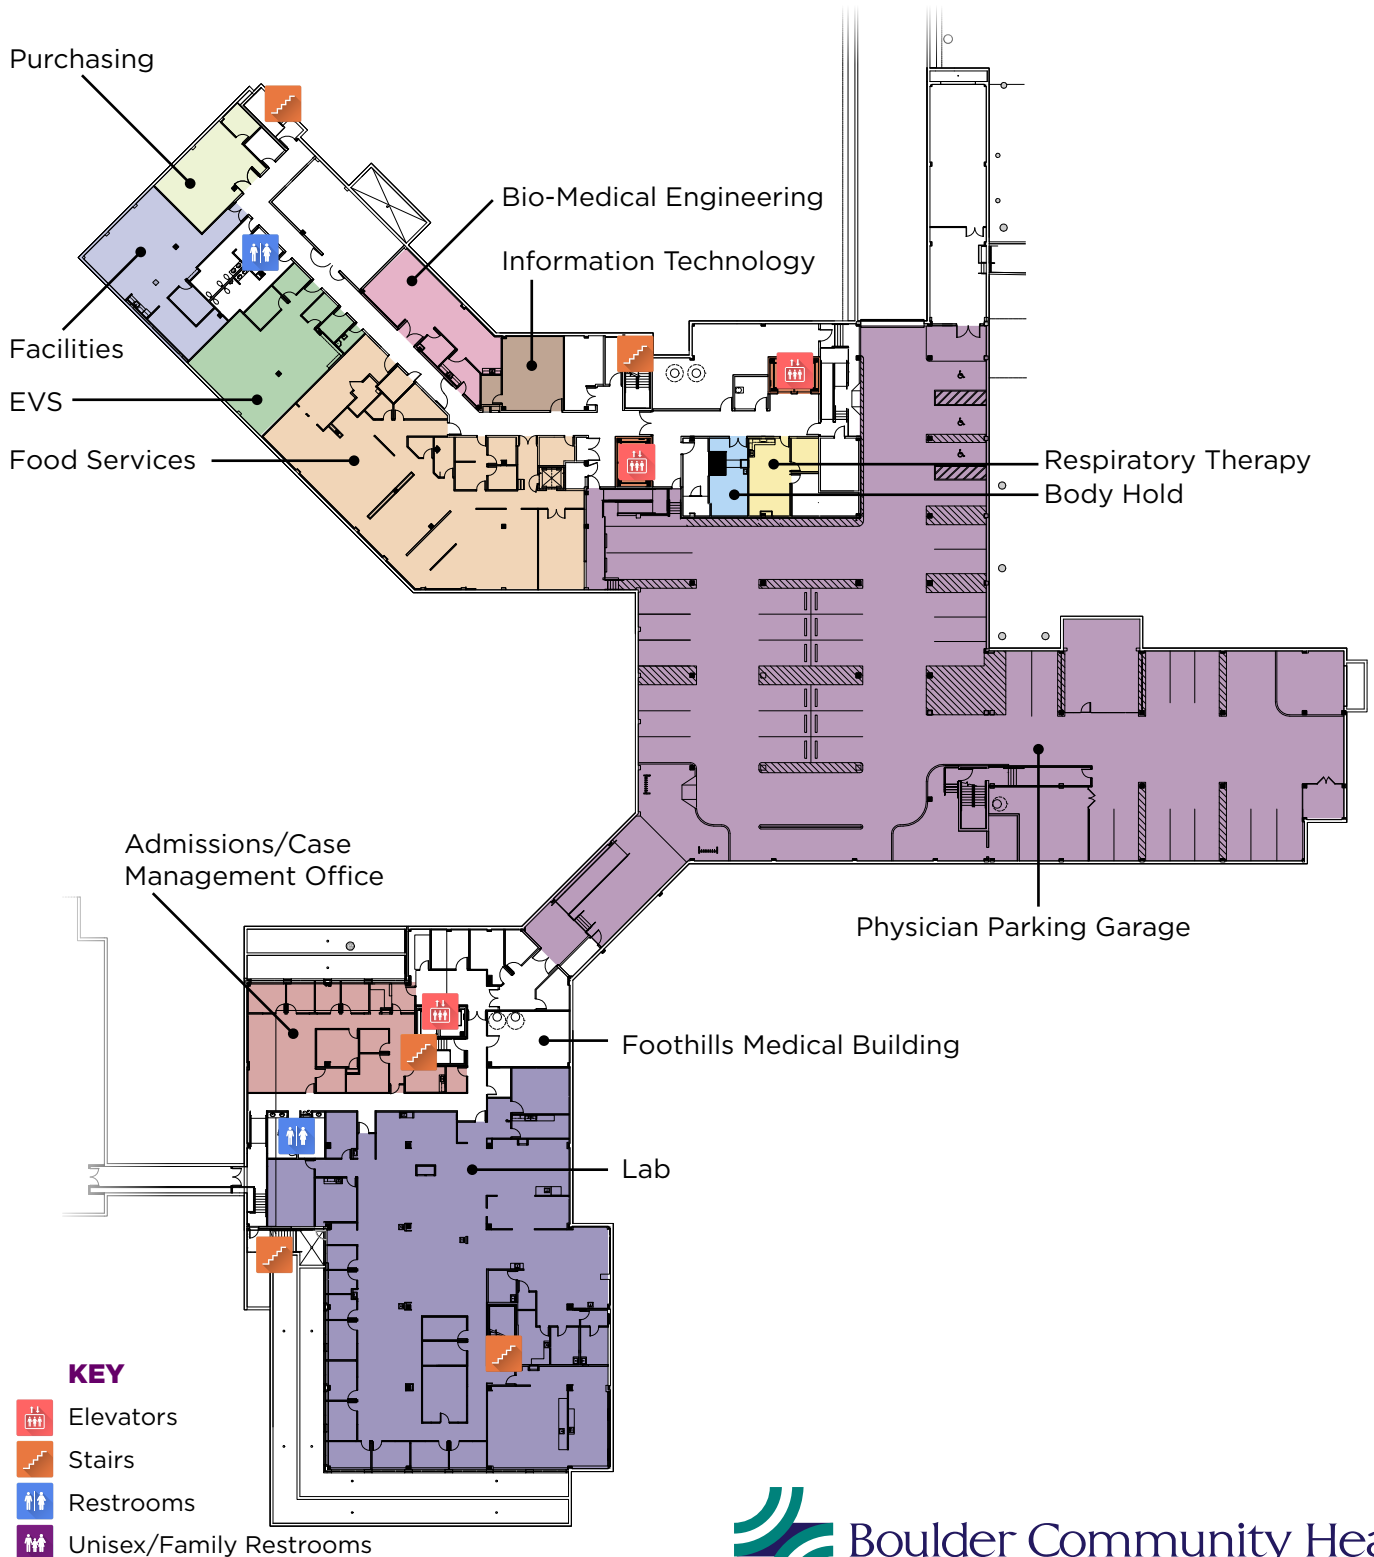 Purchasing
Bio-Medical Engineering
Information Technology
Facilities
EVS
Food Services
Respiratory Therapy
Body Hold
Admissions/Case
Management Office
Physician Parking Garage
Foothills Medical Building
Lab
KEY
Elevators
Stairs
Restrooms
Unisex/Family Restrooms
Boulder Community Hea